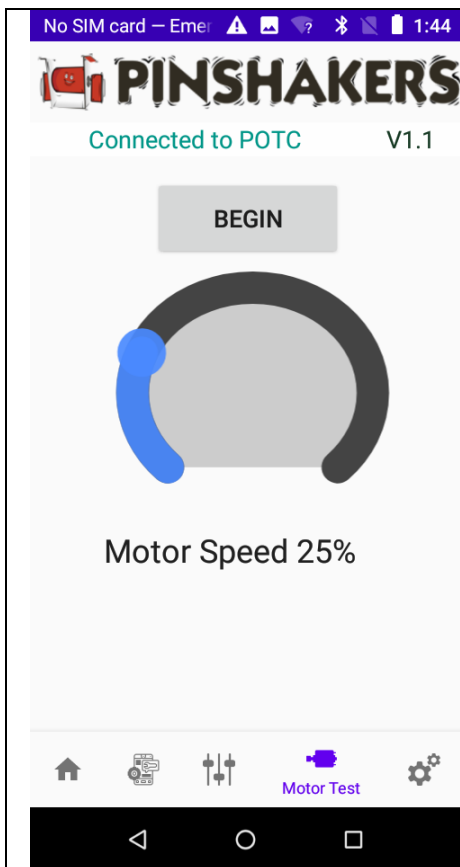 No SIM card — Emer ? 1:44
PINSHAKERS
Connected to POTC V1.1
BEGIN
Motor Speed 25%
Motor Test